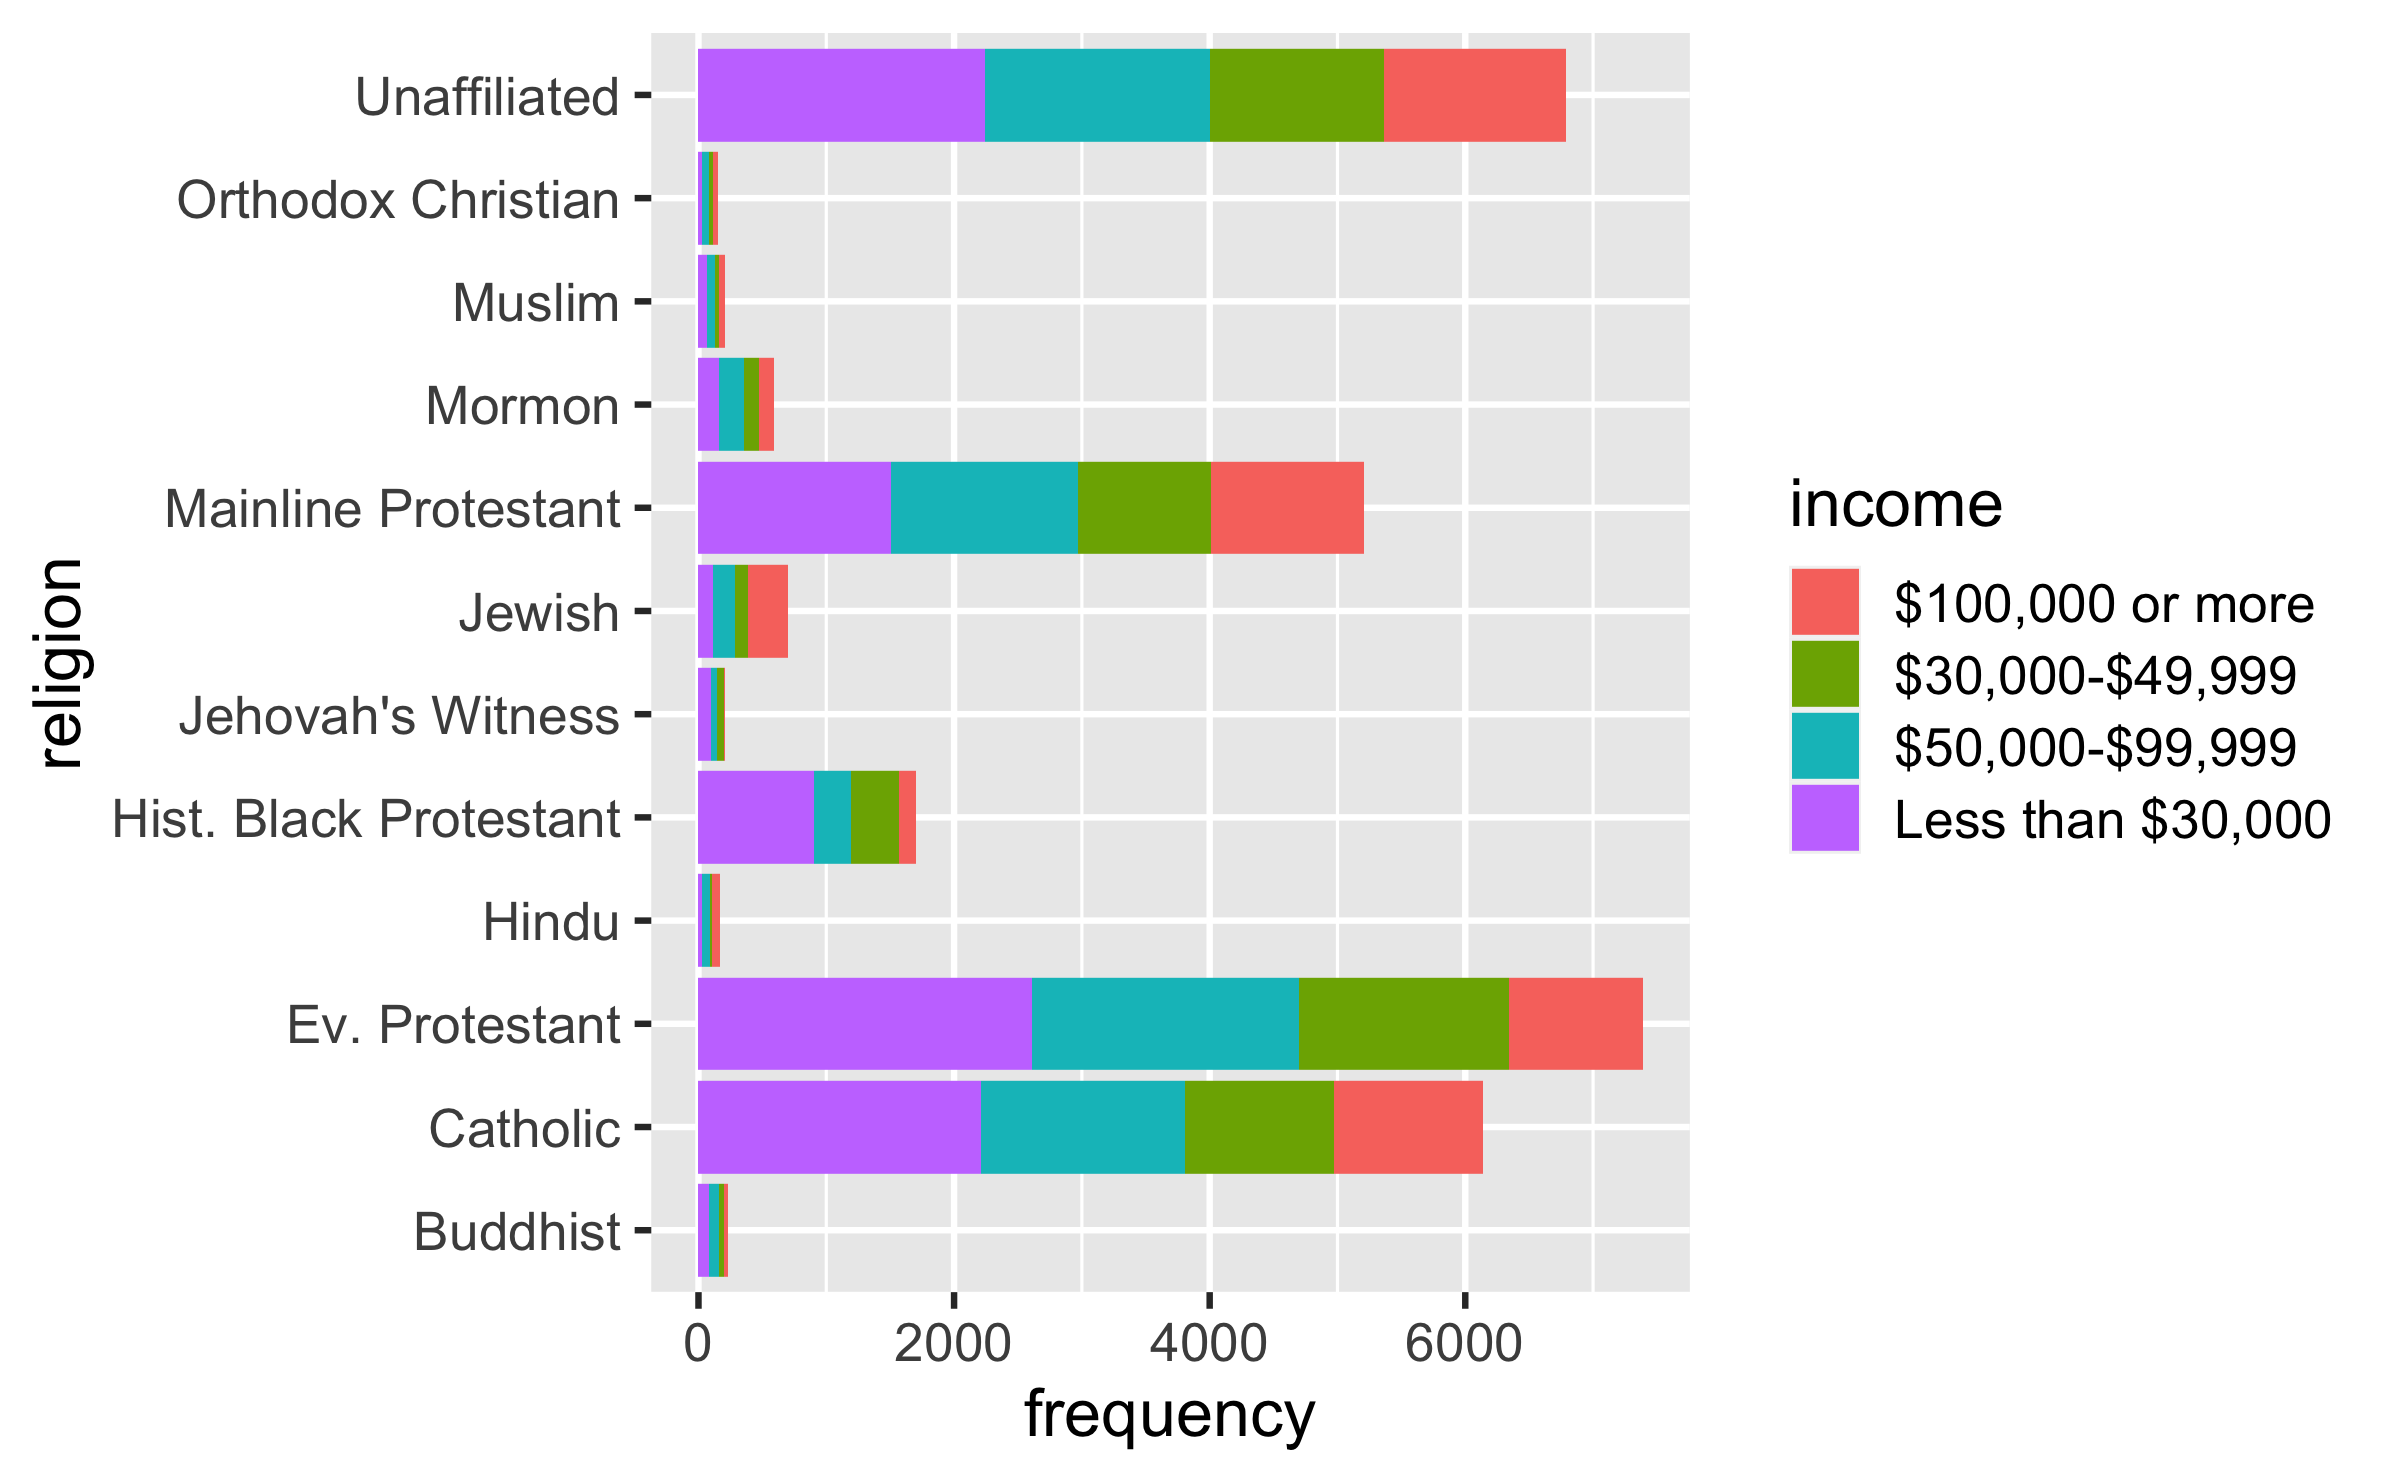 Unaffiliated
Orthodox Christian
Muslim
Mormon
Mainline Protestant
Jewish
Jehovah's Witness
Hist. Black Protestant
Hindu
Ev. Protestant
Catholic
Buddhist
religion
0 2000 4000 6000
frequency
income
$100,000 or more
$30,000-$49,999
$50,000-$99,999
Less than $30,000